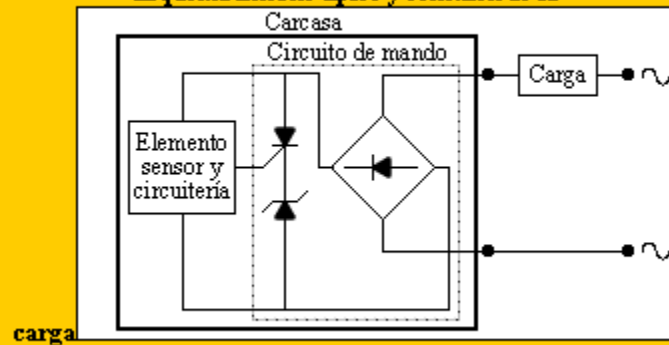 Carcasa
Circuito de mando
Carga
Elemento
sensor y
circuitería
carga